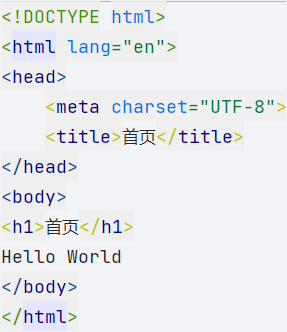 <!DOCTYPE html>
<html lang="en">
<head>
    <meta charset="UTF-8">
    <title>首页</title>
</head>
<body>
<h1>首页</h1>
Hello World
</body>
</html>